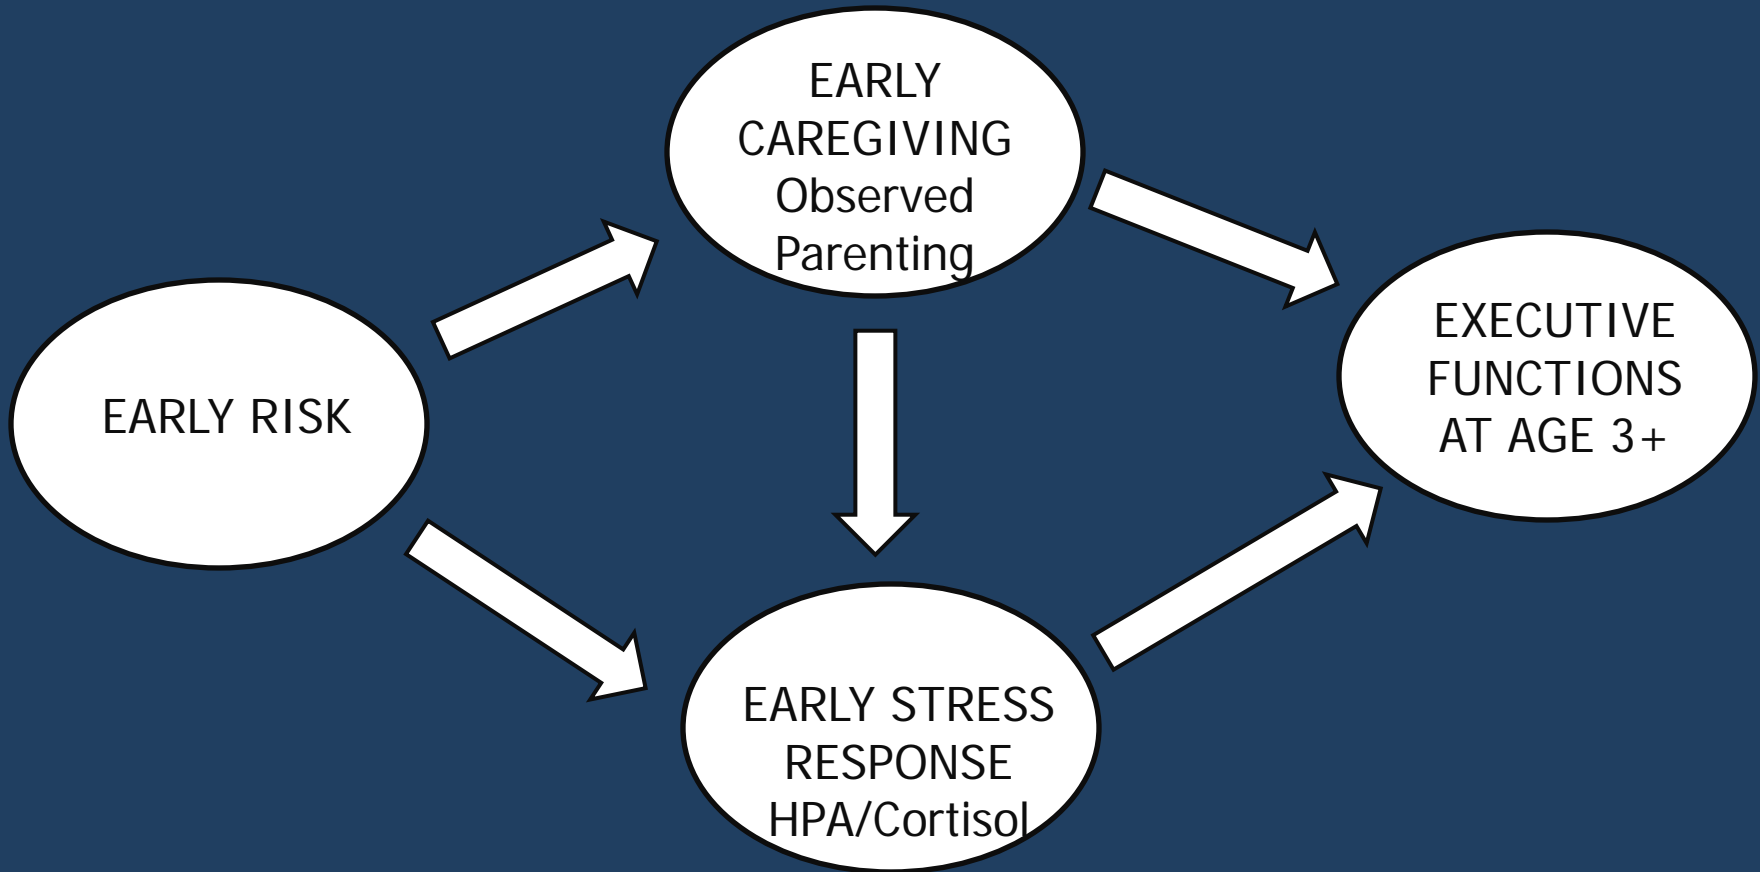 EARLY
CAREGIVING
Observed
Parenting
EARLY RISK
EXECUTIVE
FUNCTIONS
AT AGE 3+
EARLY STRESS
RESPONSE
HPA/Cortisol